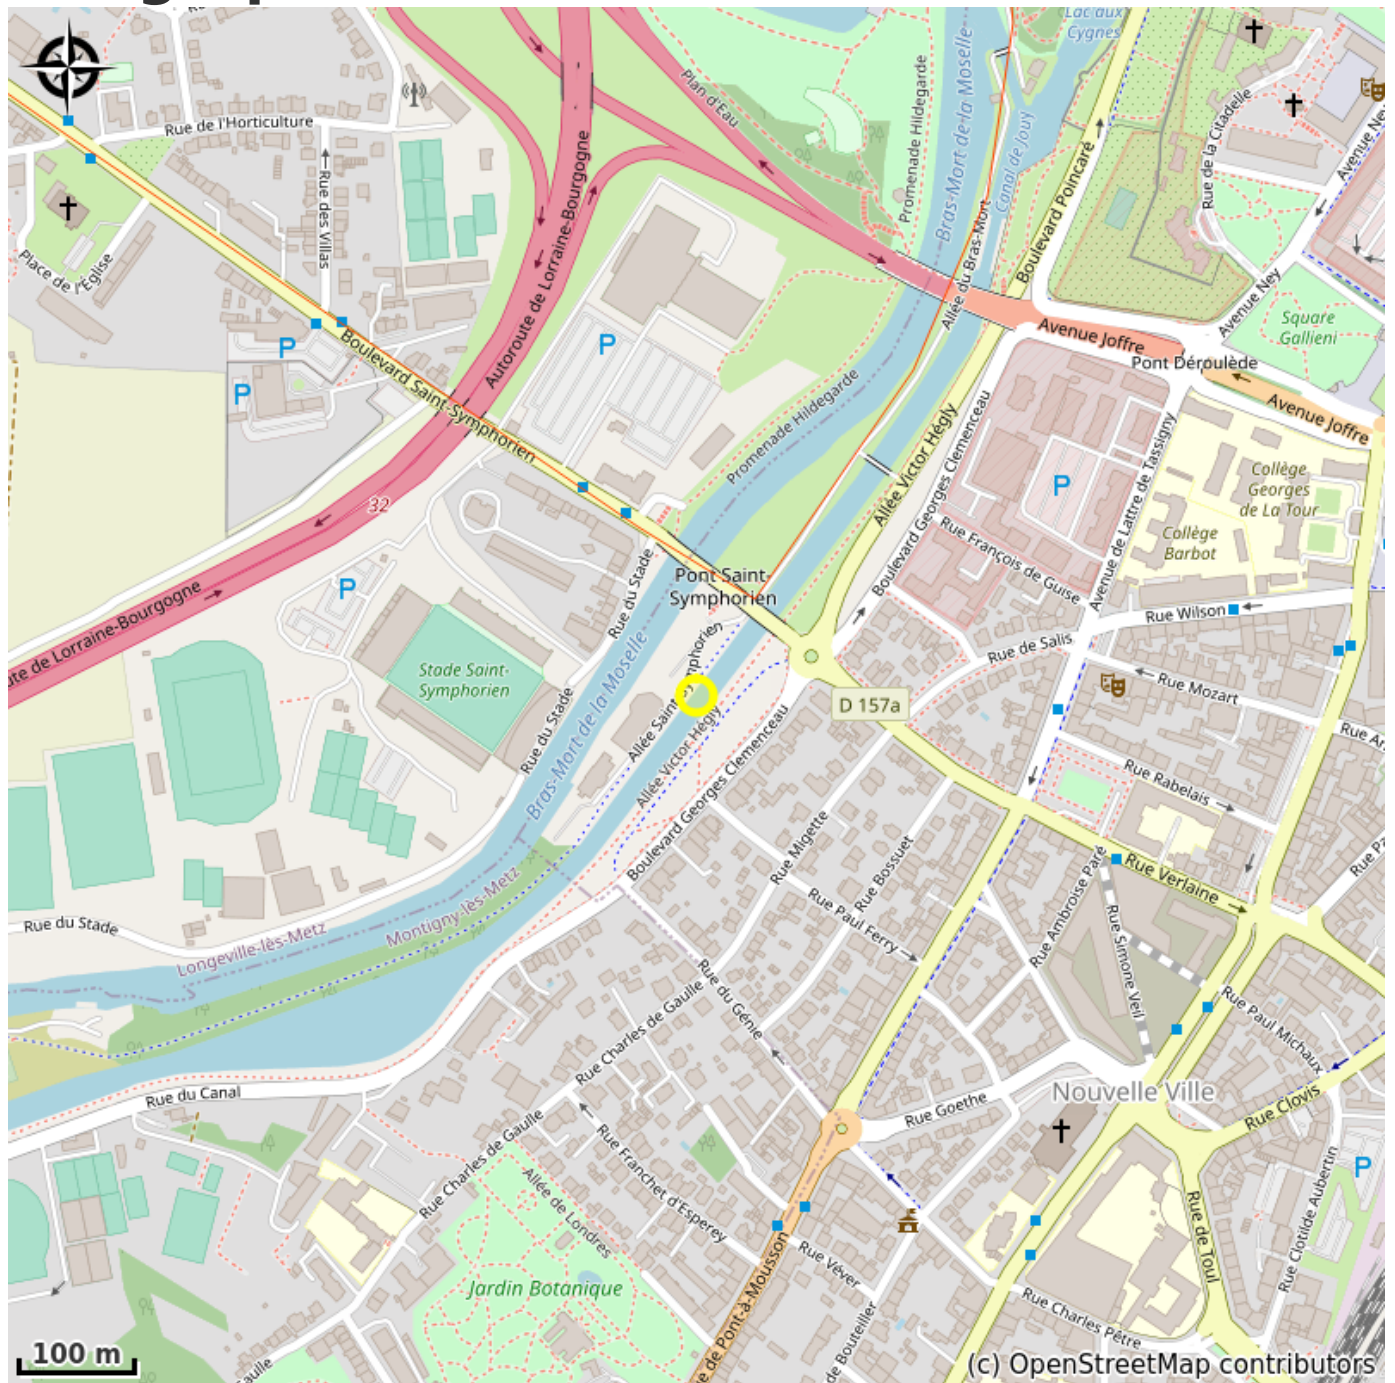 Lac aux
Cygnes
Plan d'Eau
Rue de l'Horticulture
Rue des Villas
Place de l'Église
Autoroute de Lorraine-Bourgogne
Promenade Hildegarde
Promenade Hildegarde
Bras-Mort de la Moselle
Canal de Jouy
Boulevard Poincaré
Rue de la Citadelle
Avenue Ney
Avenue Ney
Square
Gallieni
Allée du Bras-Mort
Avenue Joffre
Pont Déroulède
Avenue Joffre
P
P
P
Boulevard Saint-Symphorien
Promenade Hildegarde
Allée Victor Hégly
Boulevard Georges Clemenceau
Avenue de Lattre de Tassigny
Collège
Georges
de La Tour
Collège
Barbot
P
Rue François de Guise
32
P
Pont Saint-
Symphorien
Rue du Stade
Rue Wilson
Rue de Salis
Rue Mozart
D 157a
Stade Saint-
Symphorien
Rue du Stade
Bras-Mort de la Moselle
Allée Victor Hégly
Boulevard Georges Clemenceau
Rue Rabelais
Rue Migette
Rue Bossuet
Rue Verlaine
Rue Ambroise Paré
Rue Simone Veil
Rue Paul Ferry
Rue du Stade
Longeville-lès-Metz
Montigny-lès-Metz
Rue du Génie
Rue Charles de Gaulle
Rue Paul Michaux
Rue du Canal
Nouvelle Ville
Rue Goethe
Rue Clovis
Rue Charles de Gaulle
Rue Franchet d'Esperey
Allée de Londres
P
Rue Clotilde Aubertin
Rue de Toul
Jardin Botanique
Rue Véver
Rue Charles Pêtre
100 m
(c) OpenStreetMap contributors